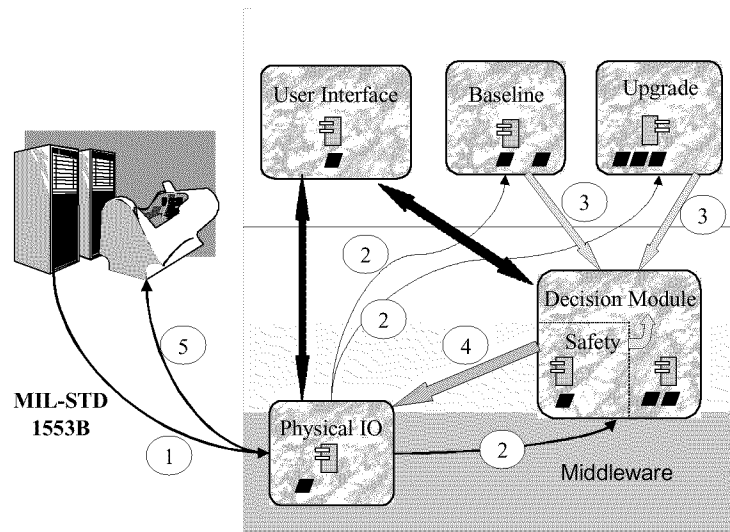 User Interface
Baseline
Upgrade
3
3
2
Decision Module
2
Safety
5
4
MIL-STD
1553B
Physical IO
1
2
Middleware